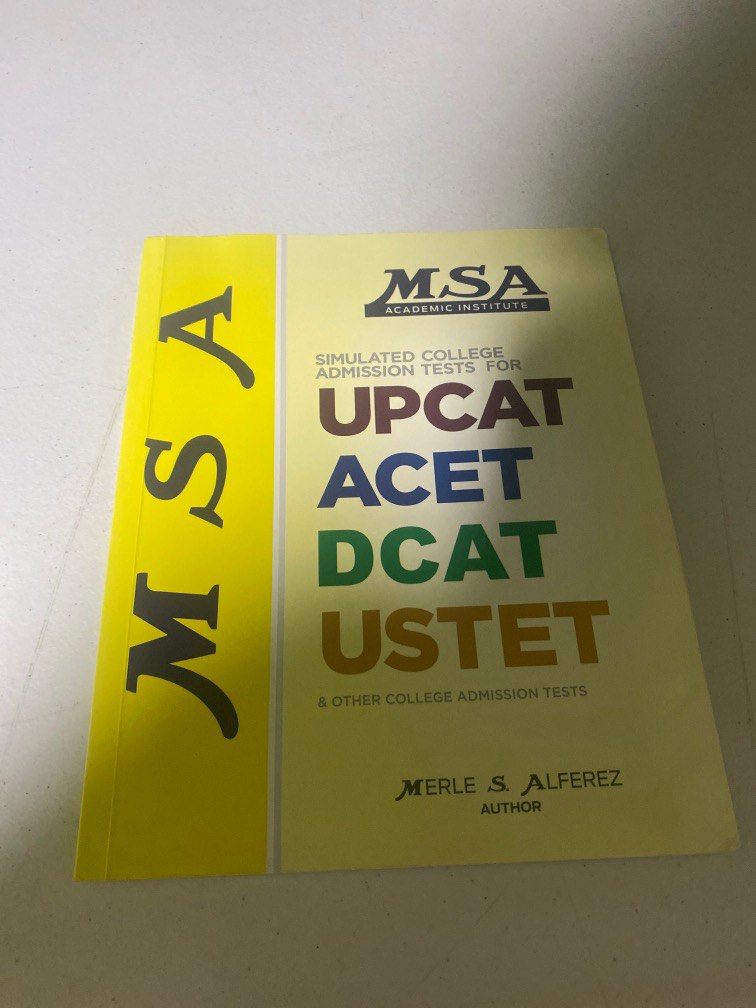 MSA
MSA
ACADEMIC INSTITUTE
SIMULATED COLLEGE
ADMISSION TESTS FOR
UPCAT
ACET
DCAT
USTET
& OTHER COLLEGE ADMISSION TESTS
MERLE S. ALFEREZ
AUTHOR